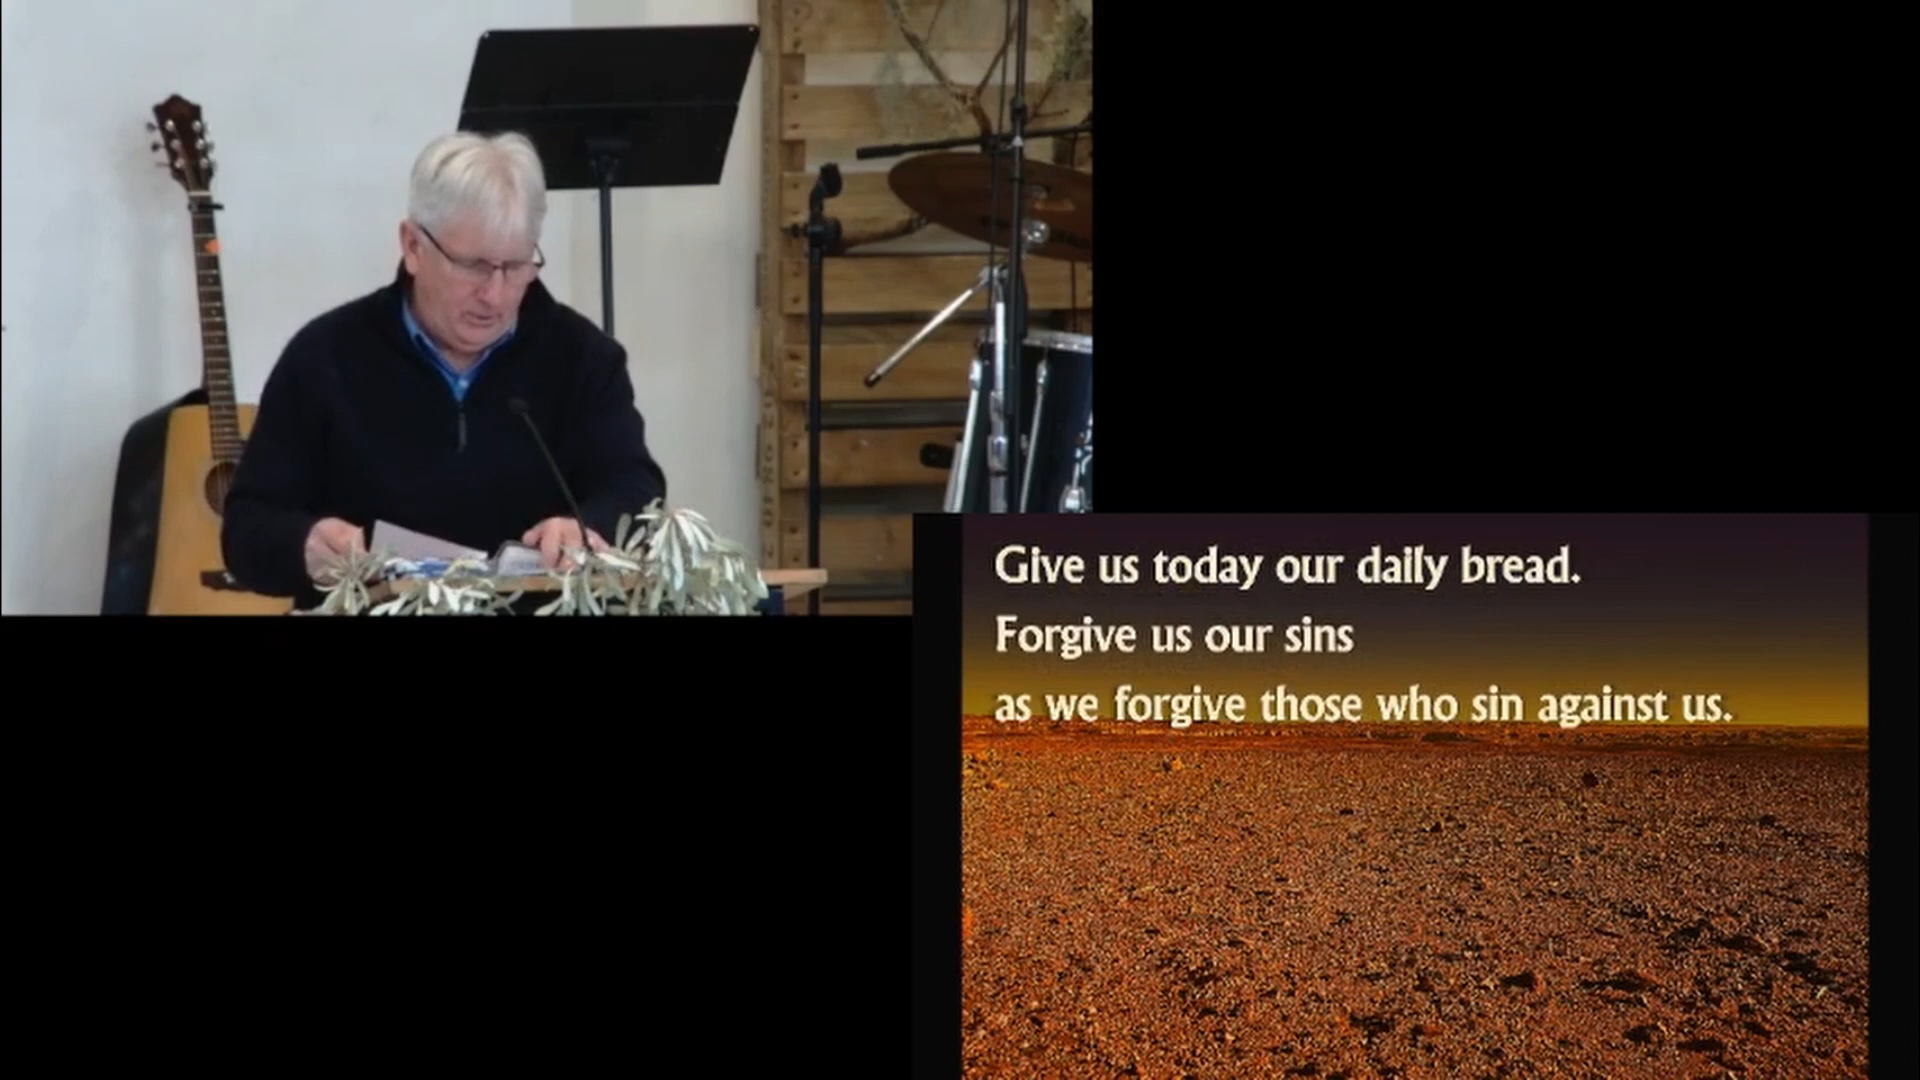 Give us today our daily bread.
Forgive us our sins
as we forgive those who sin against us.